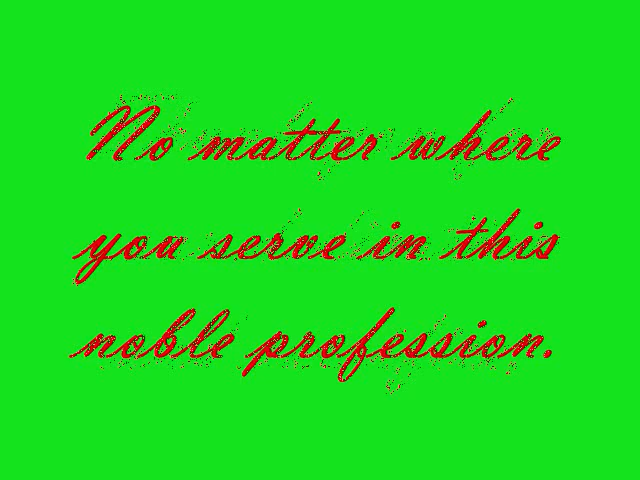 No matter where
you serve in this
noble profession.